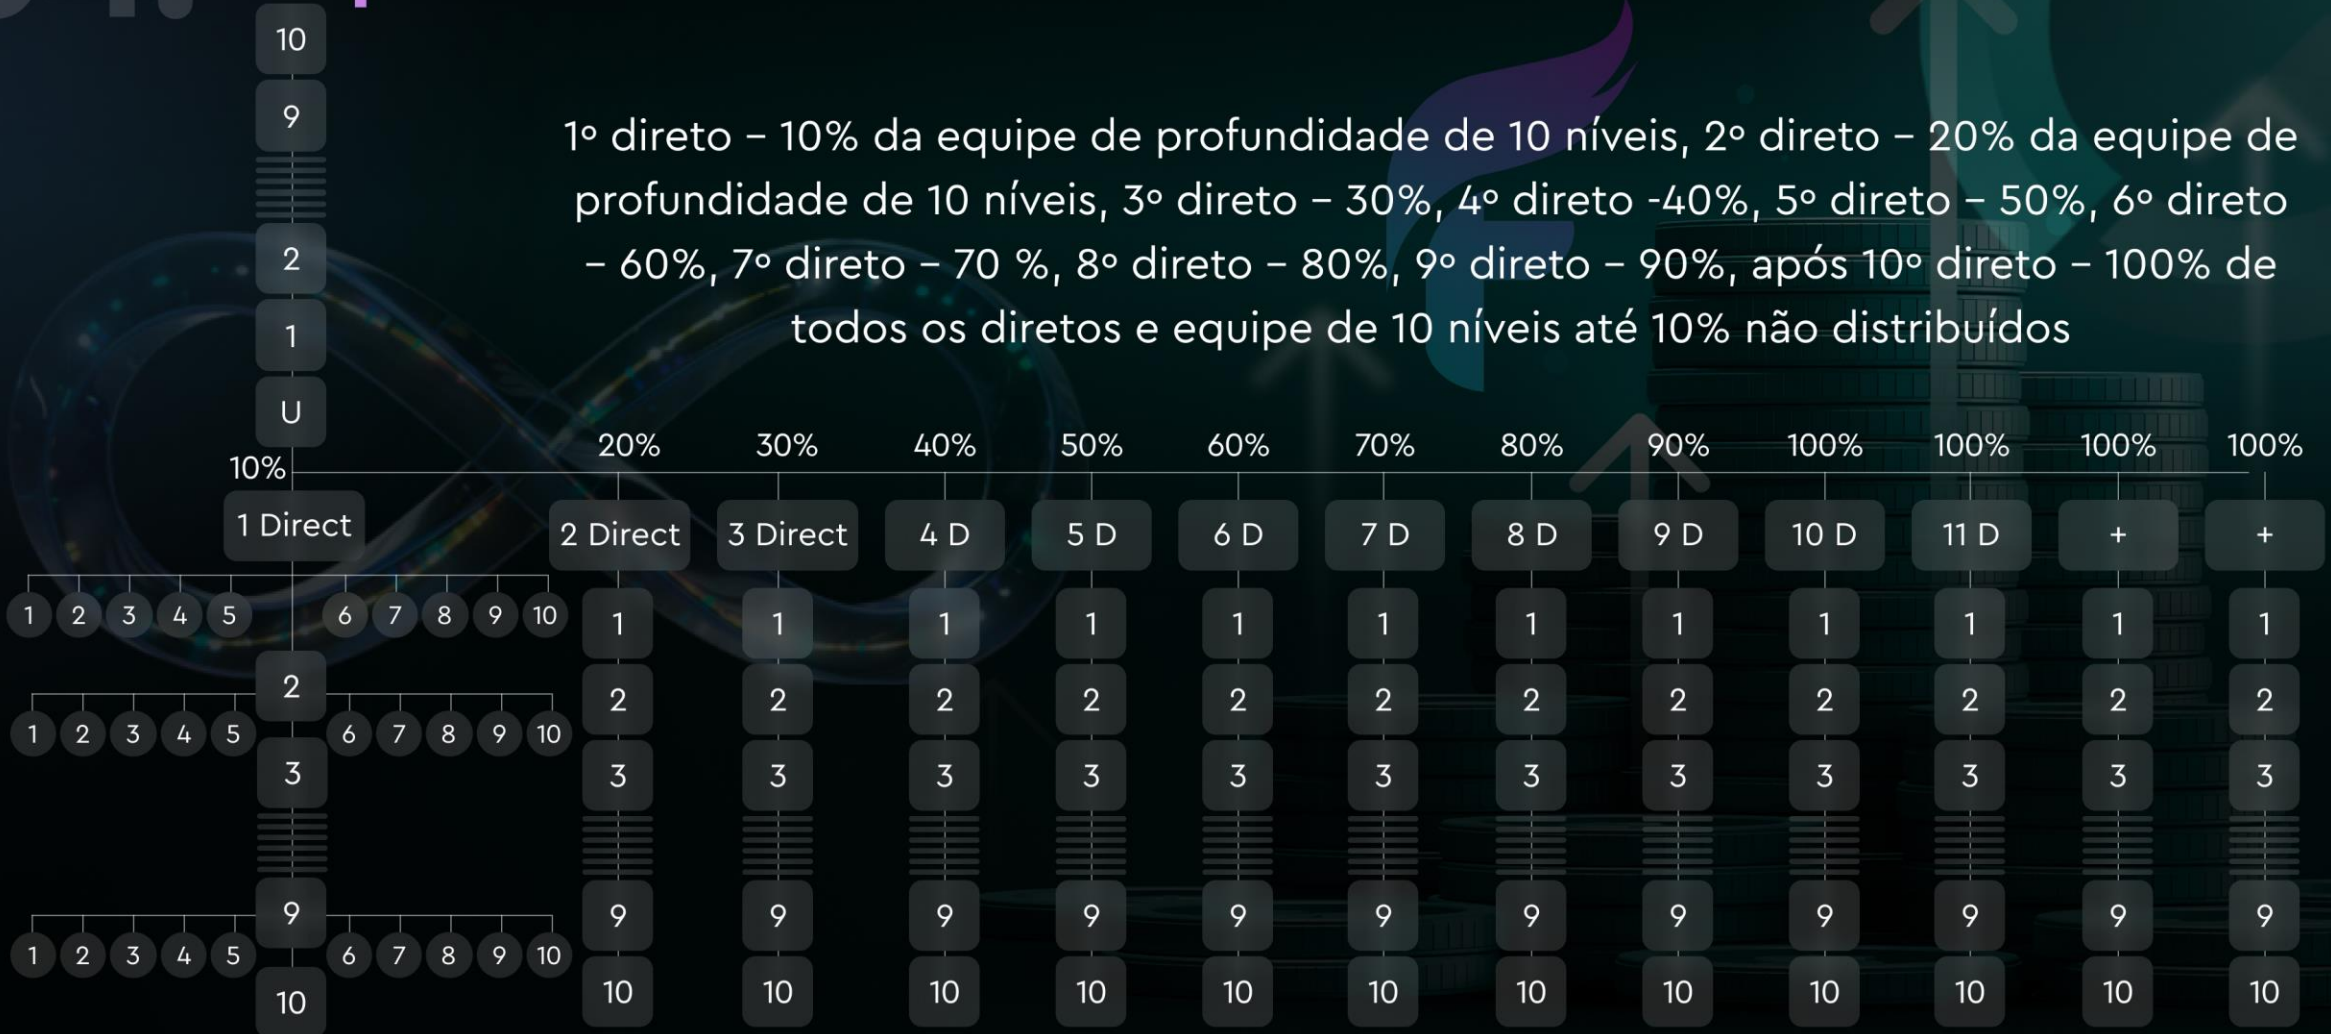 10
9
2
1
U
1º direto – 10% da equipe de profundidade de 10 níveis, 2º direto – 20% da equipe de
profundidade de 10 níveis, 3º direto – 30%, 4º direto -40%, 5º direto – 50%, 6º direto
– 60%, 7º direto – 70 %, 8º direto – 80%, 9º direto – 90%, após 10º direto – 100% de
todos os diretos e equipe de 10 níveis até 10% não distribuídos
10% 20% 30% 40% 50% 60% 70% 80% 90% 100% 100% 100% 100%
1 Direct 2 Direct 3 Direct 4 D 5 D 6 D 7 D 8 D 9 D 10 D 11 D + +
1 2 3 4 5 6 7 8 9 10 1 1 1 1 1 1 1 1 1 1 1 1
2 2 2 2 2 2 2 2 2 2 2 2 2
1 2 3 4 5 6 7 8 9 10
3 3 3 3 3 3 3 3 3 3 3 3 3
9 9 9 9 9 9 9 9 9 9 9 9 9
1 2 3 4 5 6 7 8 9 10
10 10 10 10 10 10 10 10 10 10 10 10 10